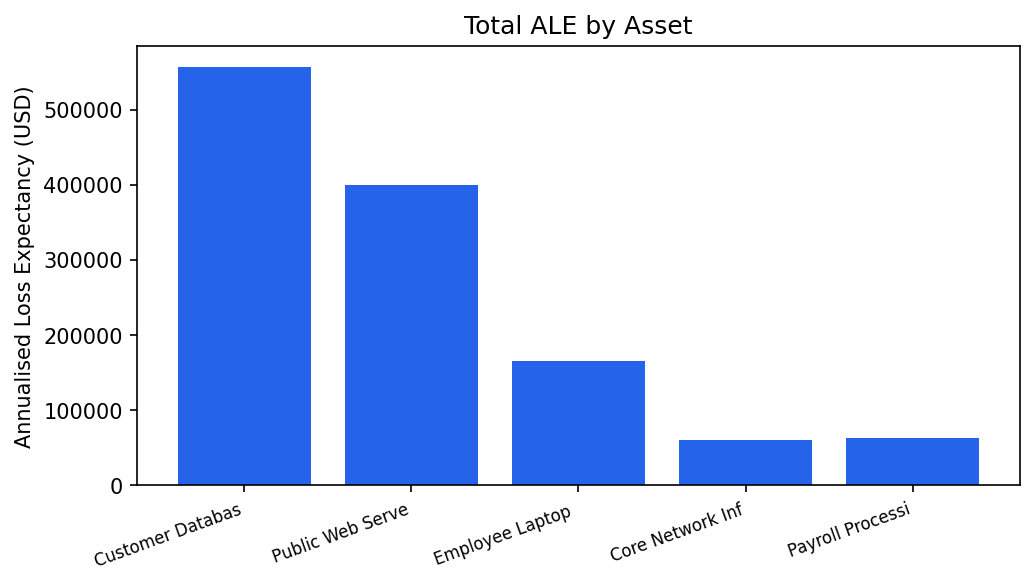 Total ALE by Asset
Annualised Loss Expectancy (USD)
500000
400000
300000
200000
100000
0
Customer Databas
Public Web Serve
Employee Laptop
Core Network Inf
Payroll Processi